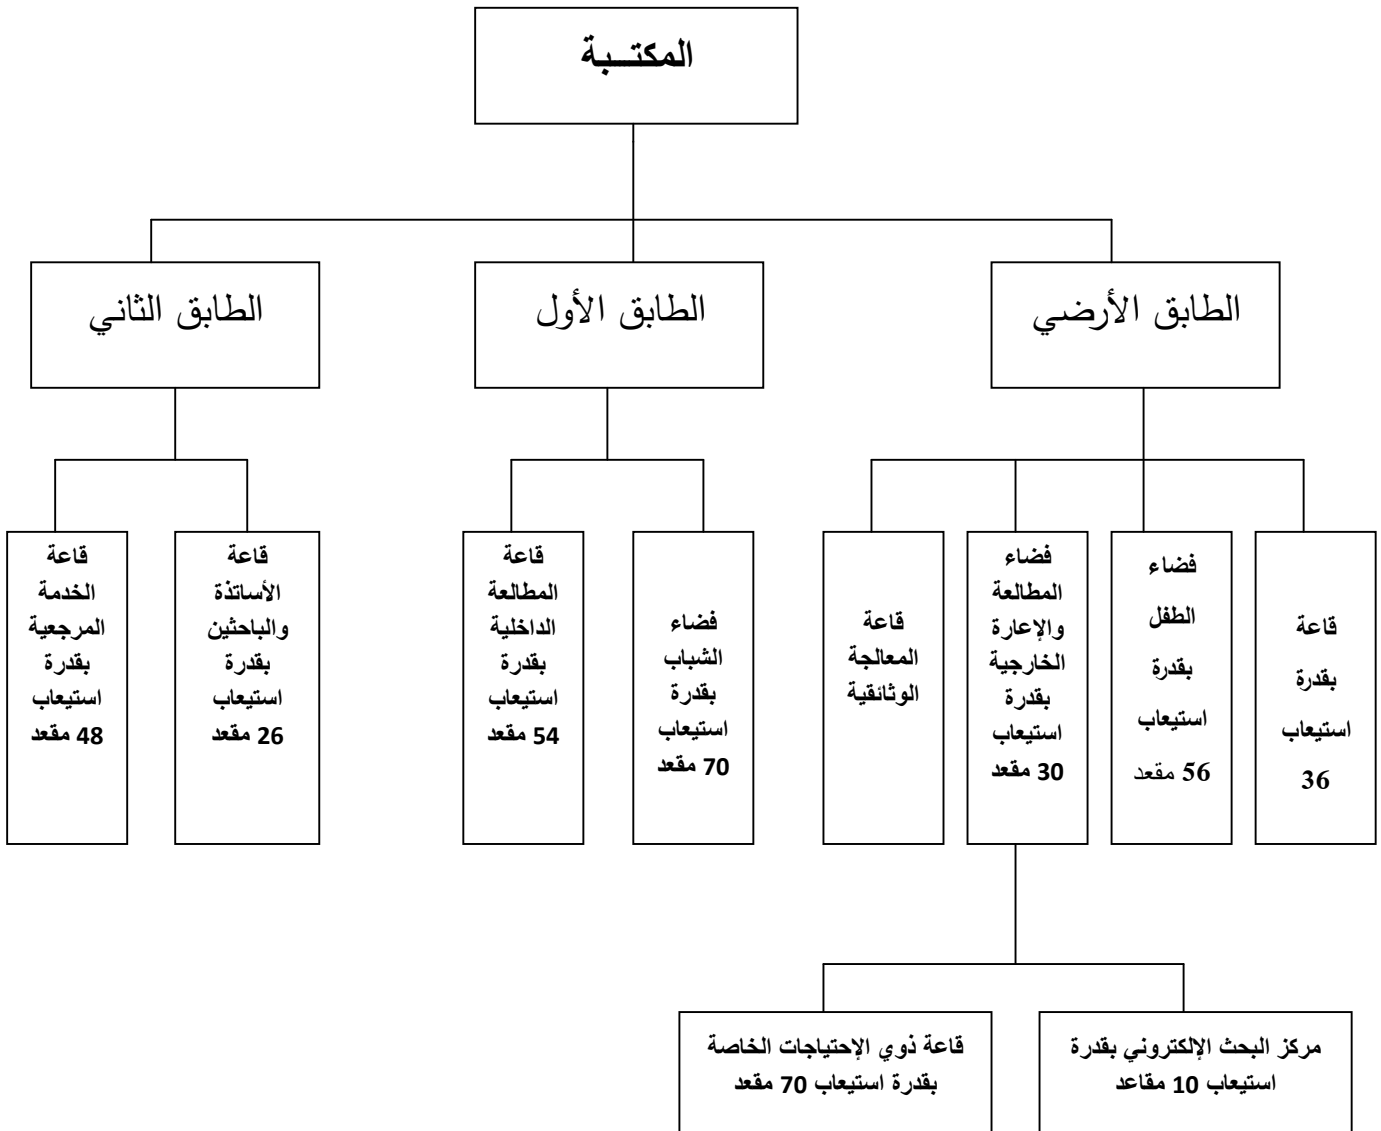 المكتــبة
الطابق الأرضي
الطابق الأول
الطابق الثاني
قاعة
بقدرة
استيعاب
36
فضاء
الطفل
بقدرة
استيعاب
56 مقعد
فضاء
المطالعة
والإعارة
الخارجية
بقدرة
استيعاب
30 مقعد
قاعة
المعالجة
الوثائقية
فضاء
الشباب
بقدرة
استيعاب
70 مقعد
قاعة
المطالعة
الداخلية
بقدرة
استيعاب
54 مقعد
قاعة
الأساتذة
والباحثين
بقدرة
استيعاب
26 مقعد
قاعة
الخدمة
المرجعية
بقدرة
استيعاب
48 مقعد
مركز البحث الإلكتروني بقدرة
استيعاب 10 مقاعد
قاعة ذوي الإحتياجات الخاصة
بقدرة استيعاب 70 مقعد